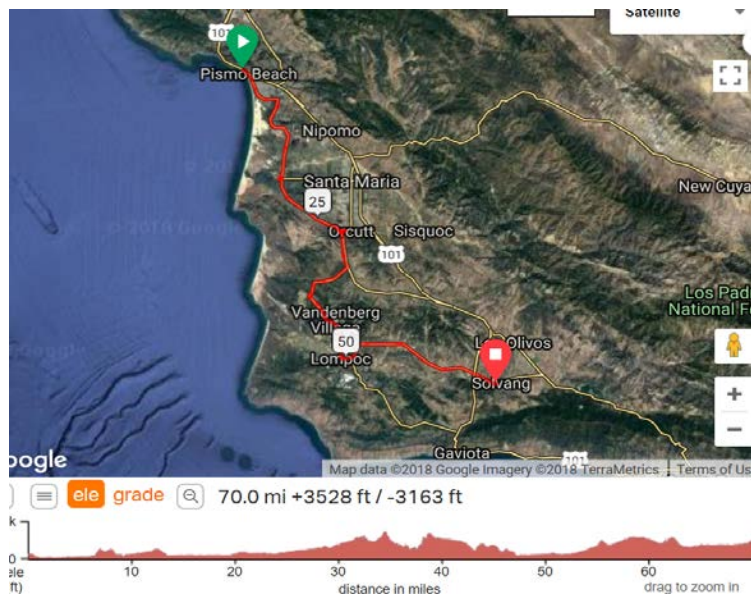 Satellite
101
Pismo Beach
Nipomo
Santa Maria
New Cuya
25
Orcutt
Sisquoc
101
Los Pad
National Fo
Vandenberg
Village
50
Los Olivos
Lompoc
Solvang
+
−
Gaviota
101
oogle
Map data ©2018 Google Imagery ©2018 TerraMetrics
Terms of Us
ele grade 70.0 mi +3528 ft / -3163 ft
k
0
10 20 30 40 50 60
ele
ft)
distance in miles
drag to zoom in